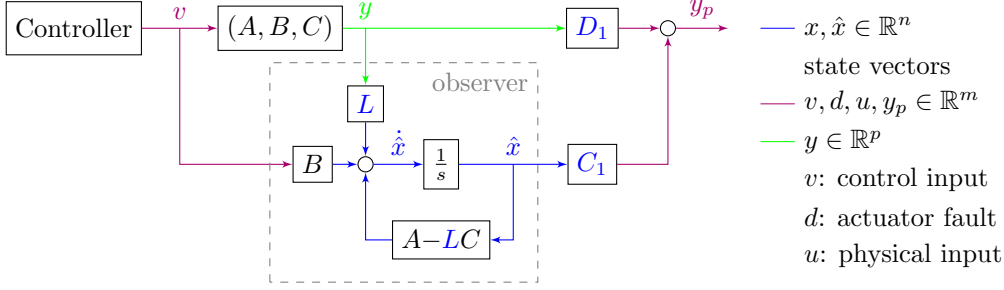 Controller
v
(A, B, C)
y
D₁
yₚ
observer
L
B
ẋ̂
1/s
x̂
C₁
A−LC
x, x̂ ∈ ℝⁿ
state vectors
v, d, u, yₚ ∈ ℝᵐ
y ∈ ℝᵖ
v: control input
d: actuator fault
u: physical input